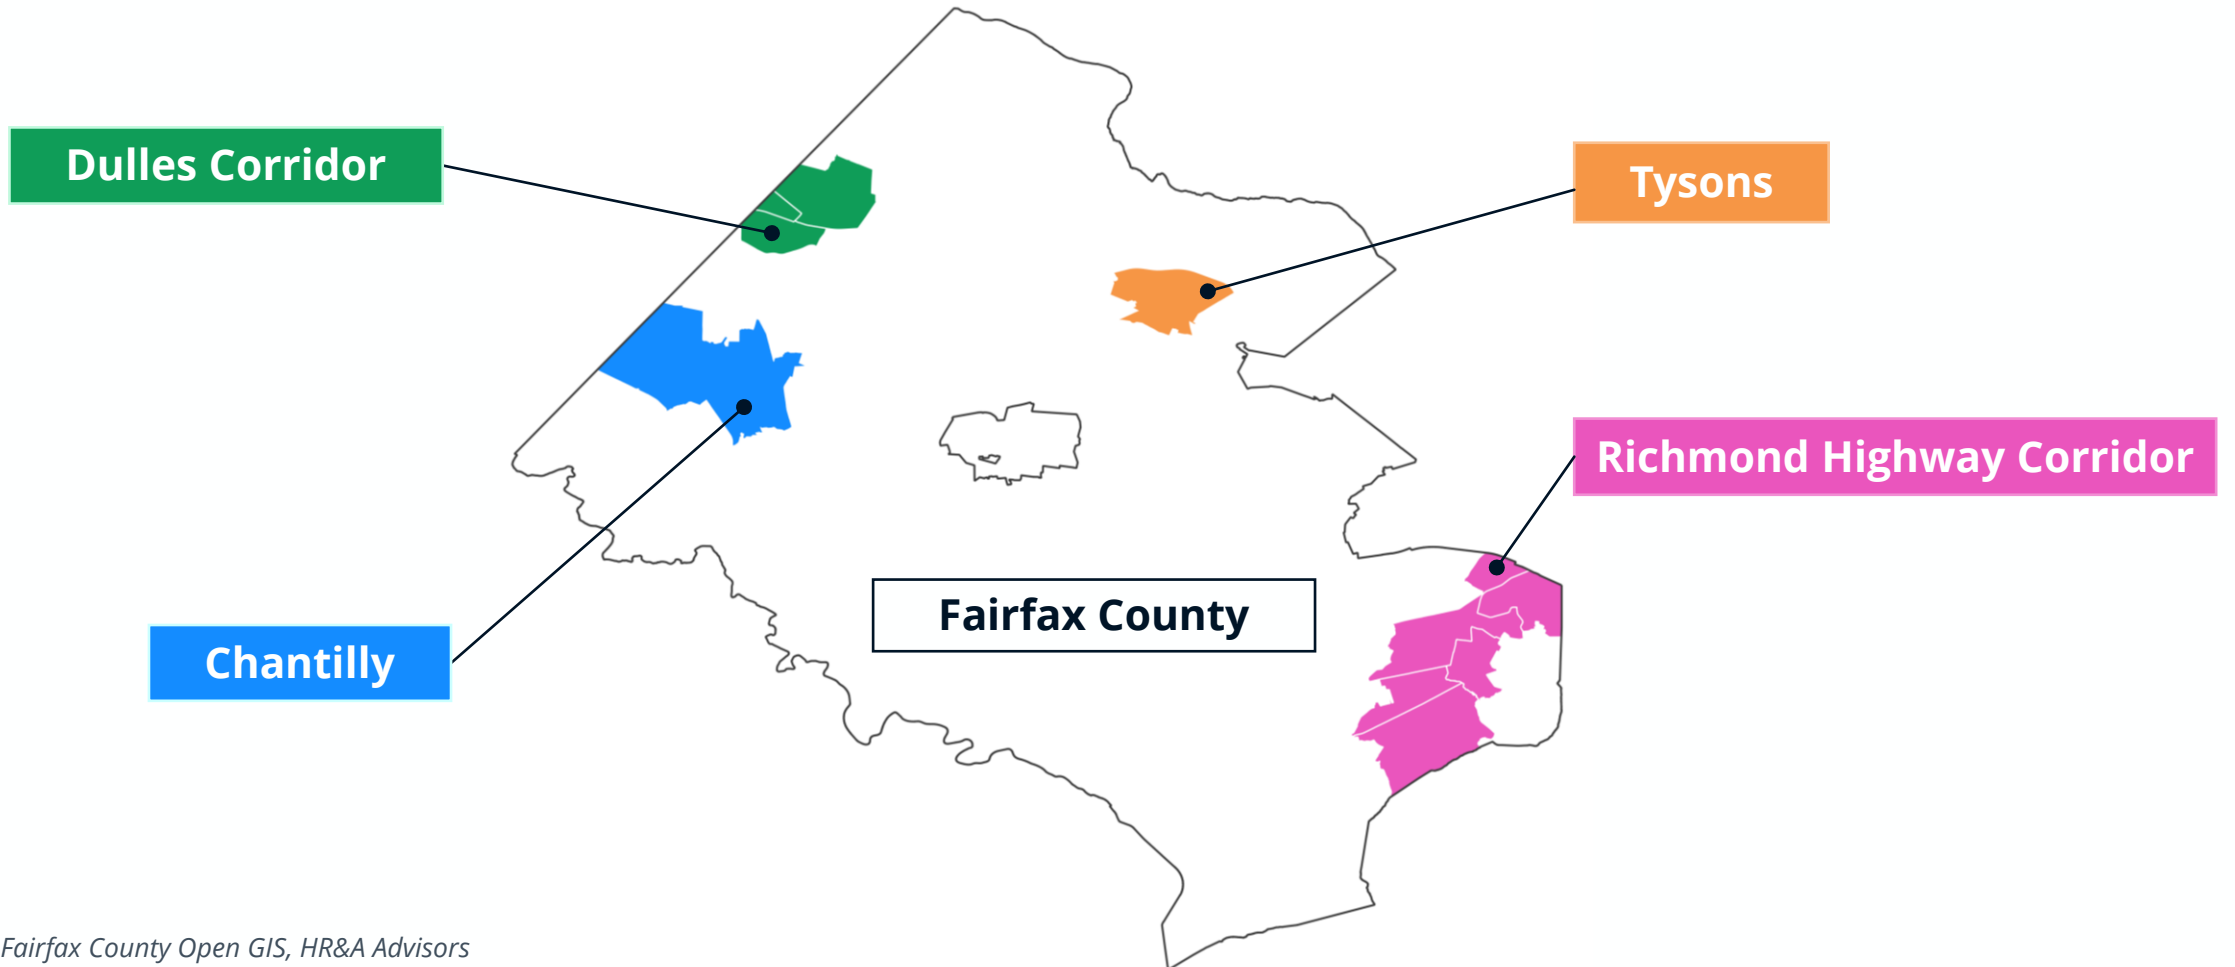 Dulles Corridor
Tysons
Richmond Highway Corridor
Fairfax County
Chantilly
Fairfax County Open GIS, HR&A Advisors